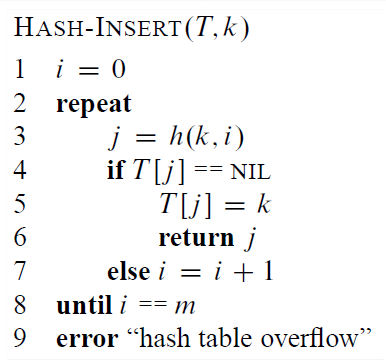 HASH-INSERT(T, k)
1 i = 0
2 repeat
3 j = h(k, i)
4 if T[j] == NIL
5 T[j] = k
6 return j
7 else i = i + 1
8 until i == m
9 error “hash table overflow”